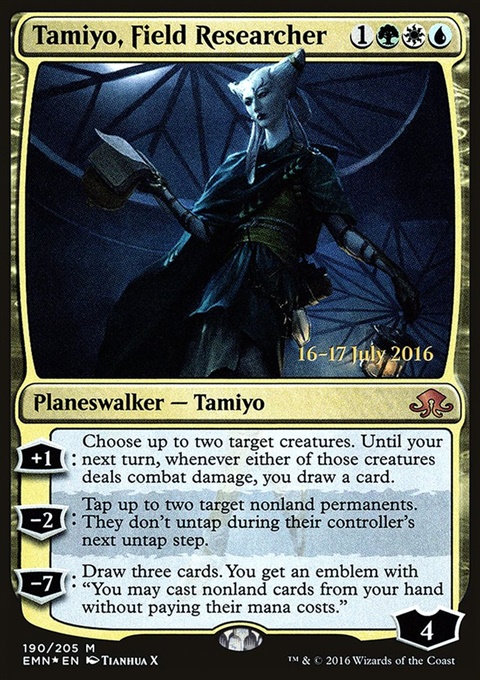 Tamiyo, Field Researcher 1
16-17 July 2016
Planeswalker — Tamiyo
+1 : Choose up to two target creatures. Until your
next turn, whenever either of those creatures
deals combat damage, you draw a card.
-2 : Tap up to two target nonland permanents.
They don't untap during their controller's
next untap step.
-7 : Draw three cards. You get an emblem with
"You may cast nonland cards from your hand
without paying their mana costs."
4
190/205 M
EMN★EN Tianhua X
™ & © 2016 Wizards of the Coast